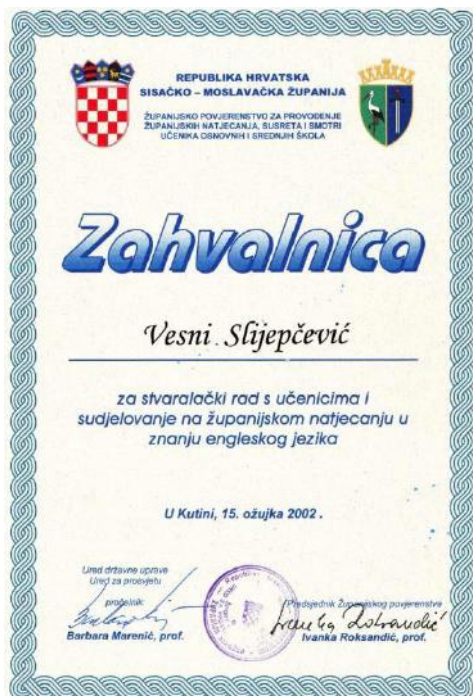 REPUBLIKA HRVATSKA
SISAČKO – MOSLAVAČKA ŽUPANIJA
ŽUPANIJSKO POVJERENSTVO ZA PROVOĐENJE
ŽUPANIJSKIH NATJECANJA, SUSRETA I SMOTRI
UČENIKA OSNOVNIH I SREDNJIH ŠKOLA
Zahvalnica
Vesni Slijepčević
za stvaralački rad s učenicima i
sudjelovanje na županijskom natjecanju u
znanju engleskog jezika
U Kutini, 15. ožujka 2002 .
Ured državne uprave
Ured za prosvjetu
pročelnik:
Barbara Marenić, prof.
Predsjednik Županijskog povjerenstva
Ivanka Roksandić, prof.